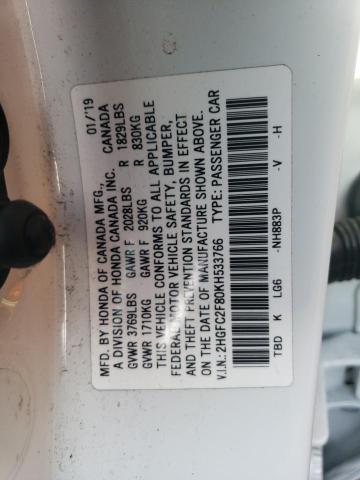 MFD. BY HONDA OF CANADA MFG., 01/19
A DIVISION OF HONDA CANADA INC. CANADA
GVWR 3769LBS GAWR F 2028LBS R 1829LBS
GVWR 1710KG GAWR F 920KG R 830KG
THIS VEHICLE CONFORMS TO ALL APPLICABLE
FEDERAL MOTOR VEHICLE SAFETY, BUMPER,
AND THEFT PREVENTION STANDARDS IN EFFECT
ON THE DATE OF MANUFACTURE SHOWN ABOVE.
V.I.N.: 2HGFC2F80KH533766 TYPE: PASSENGER CAR
TBD K LG6 -NH883P -V -H